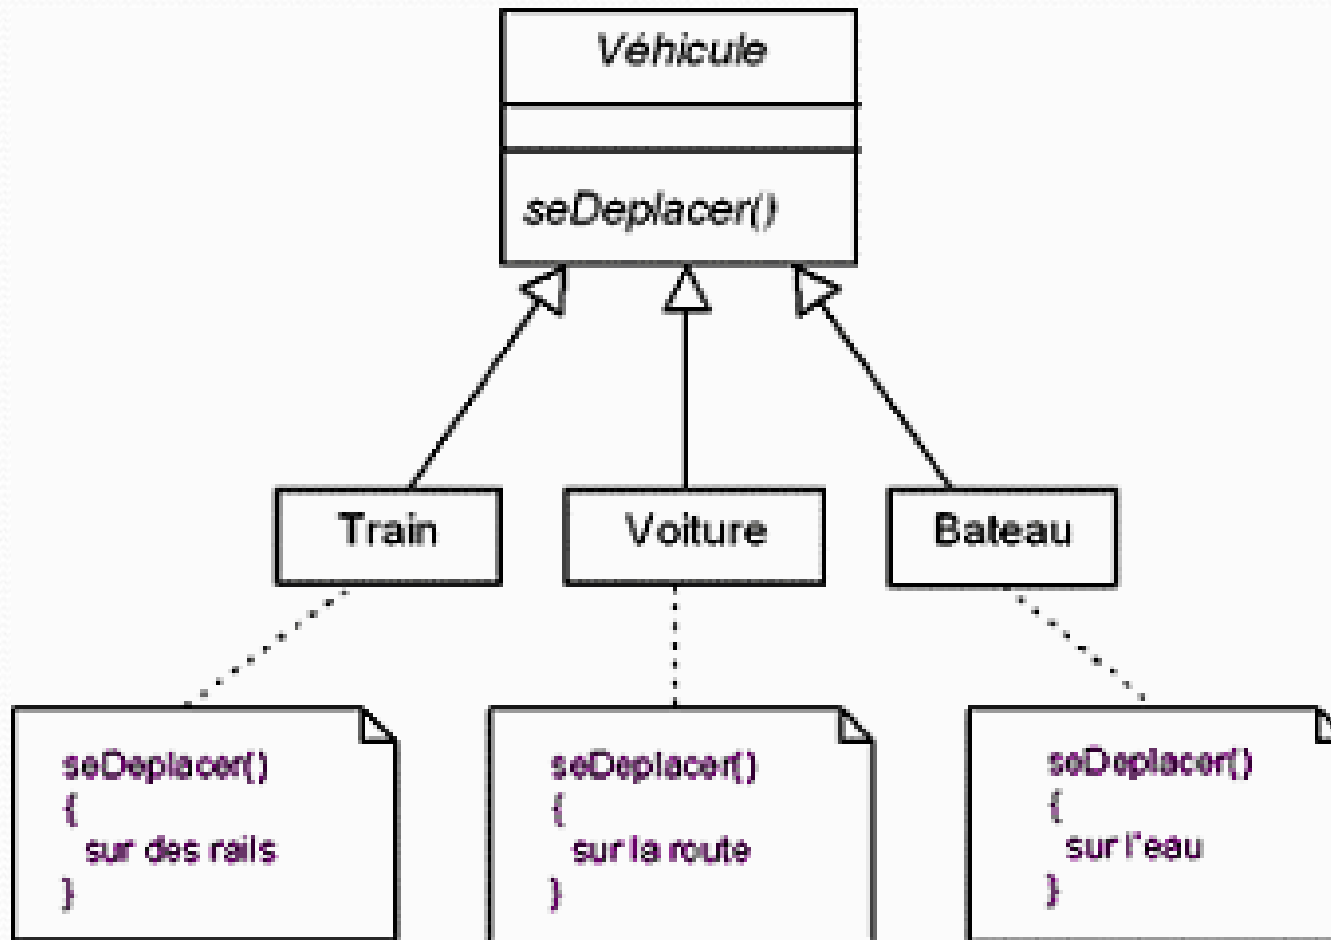 Véhicule
seDeplacer()
Train
Voiture
Bateau
seDeplacer()
{
sur des rails
}
seDeplacer()
{
sur la route
}
seDeplacer()
{
sur l'eau
}